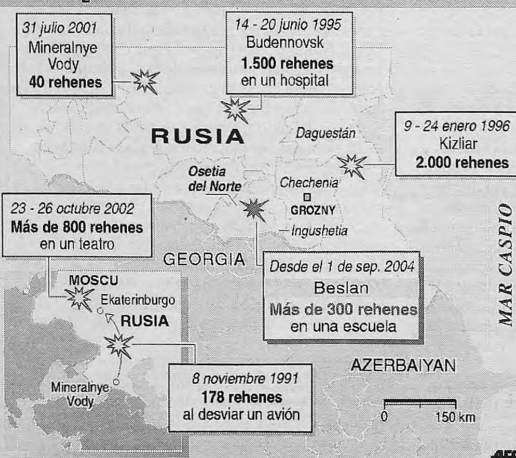 31 julio 2001
Mineralnye
Vody
40 rehenes
14 - 20 junio 1995
Budennovsk
1.500 rehenes
en un hospital
RUSIA
Daguestán
9 - 24 enero 1996
Kizliar
2.000 rehenes
Osetia
del Norte
Chechenia
GROZNY
Ingushetia
23 - 26 octubre 2002
Más de 800 rehenes
en un teatro
GEORGIA
Desde el 1 de sep. 2004
Beslan
Más de 300 rehenes
en una escuela
MAR CASPIO
MOSCU
Ekaterinburgo
RUSIA
Mineralnye
Vody
8 noviembre 1991
178 rehenes
al desviar un avión
AZERBAIYAN
0 150 km